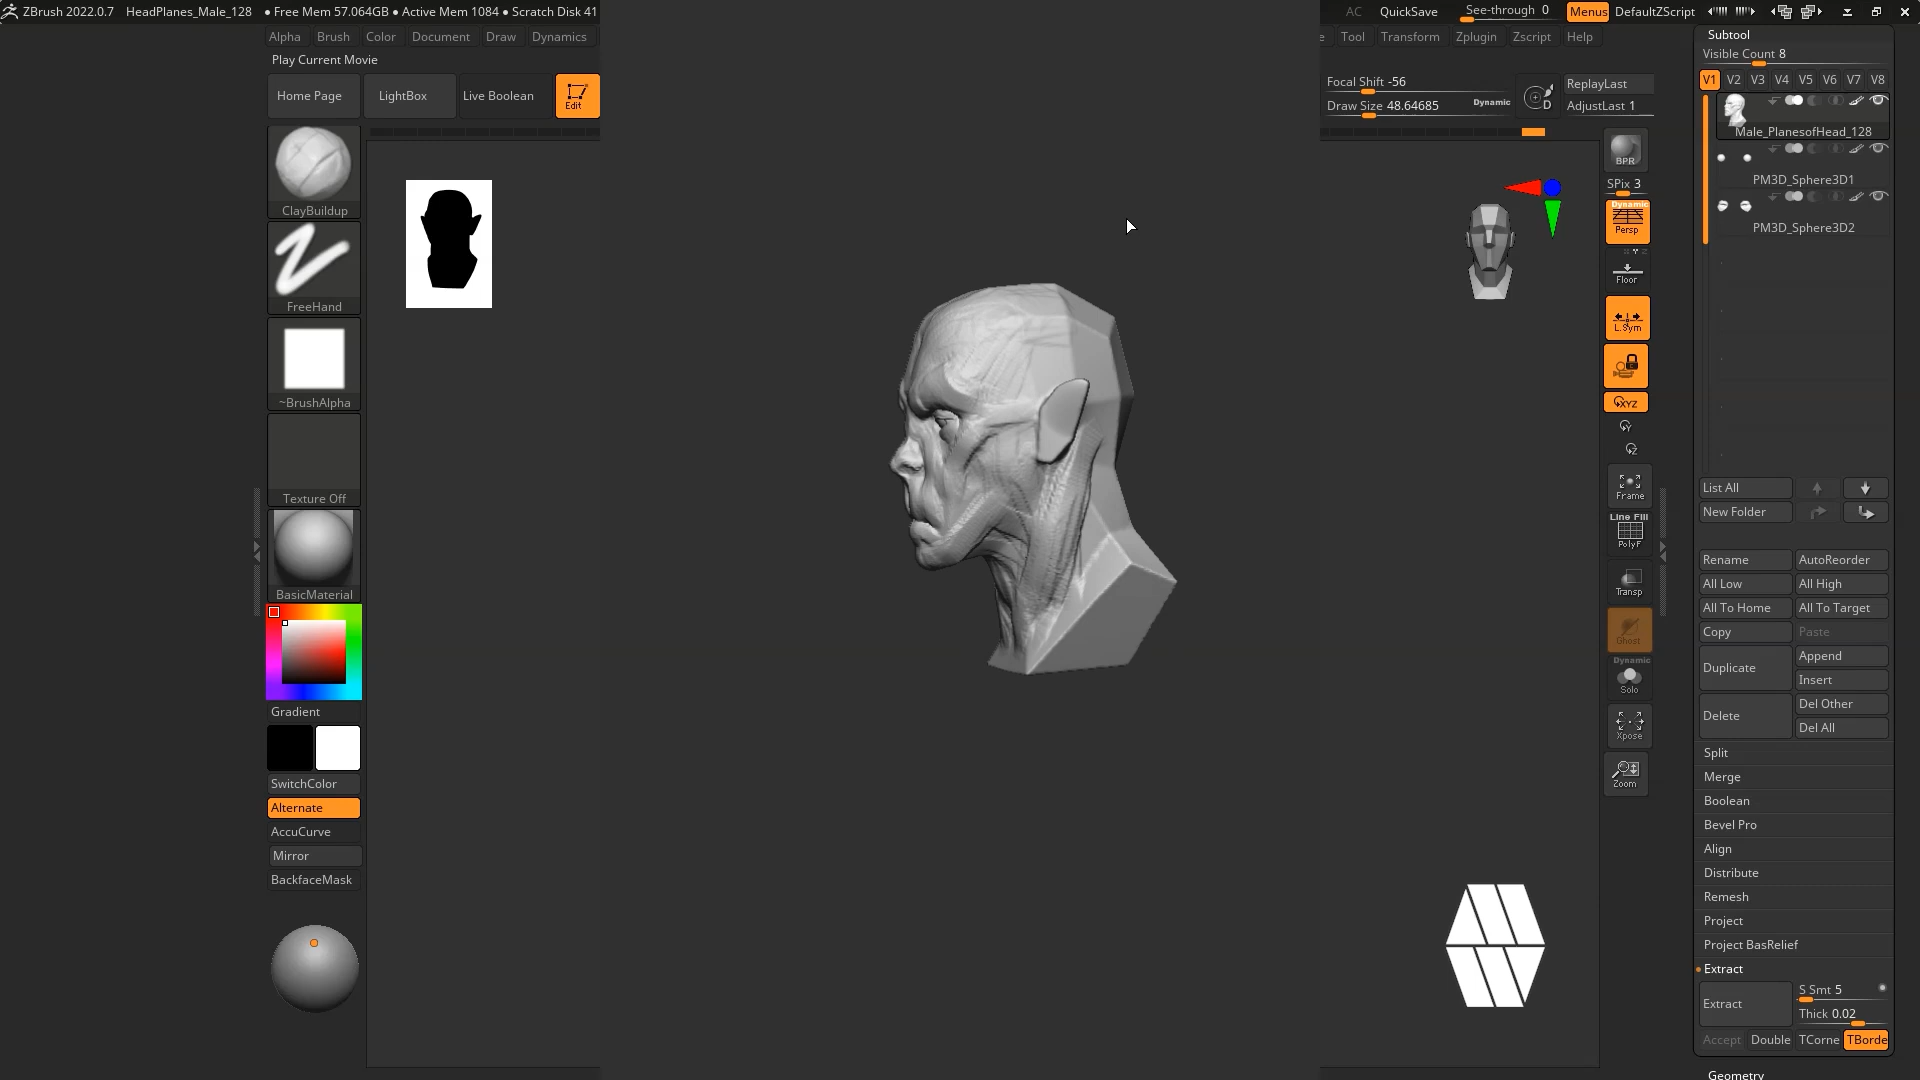 ZBrush 2022.0.7 HeadPlanes_Male_128 ● Free Mem 57.064GB ● Active Mem 1084 ● Scratch Disk 41
AC QuickSave See-through 0 Menus DefaultZScript
Alpha Brush Color Document Draw Dynamics
e Tool Transform Zplugin Zscript Help
Play Current Movie
Home Page LightBox Live Boolean Edit
Focal Shift -56
Draw Size 48.64685 Dynamic
D
ReplayLast
AdjustLast 1
ClayBuildup
FreeHand
~BrushAlpha
Texture Off
BasicMaterial
Gradient
SwitchColor
Alternate
AccuCurve
Mirror
BackfaceMask
BPR
SPix 3
Dynamic
Persp
Floor
L.Sym
XYZ
Y
Z
Frame
Line Fill
PolyF
Transp
Ghost
Dynamic
Solo
Xpose
Zoom
Subtool
Visible Count 8
V1 V2 V3 V4 V5 V6 V7 V8
Male_PlanesofHead_128
PM3D_Sphere3D1
PM3D_Sphere3D2
List All
New Folder
Rename AutoReorder
All Low All High
All To Home All To Target
Copy Paste
Duplicate Append
Insert
Delete Del Other
Del All
Split
Merge
Boolean
Bevel Pro
Align
Distribute
Remesh
Project
Project BasRelief
Extract
Extract S Smt 5
Thick 0.02
Accept Double TCorne TBorde
Geometry